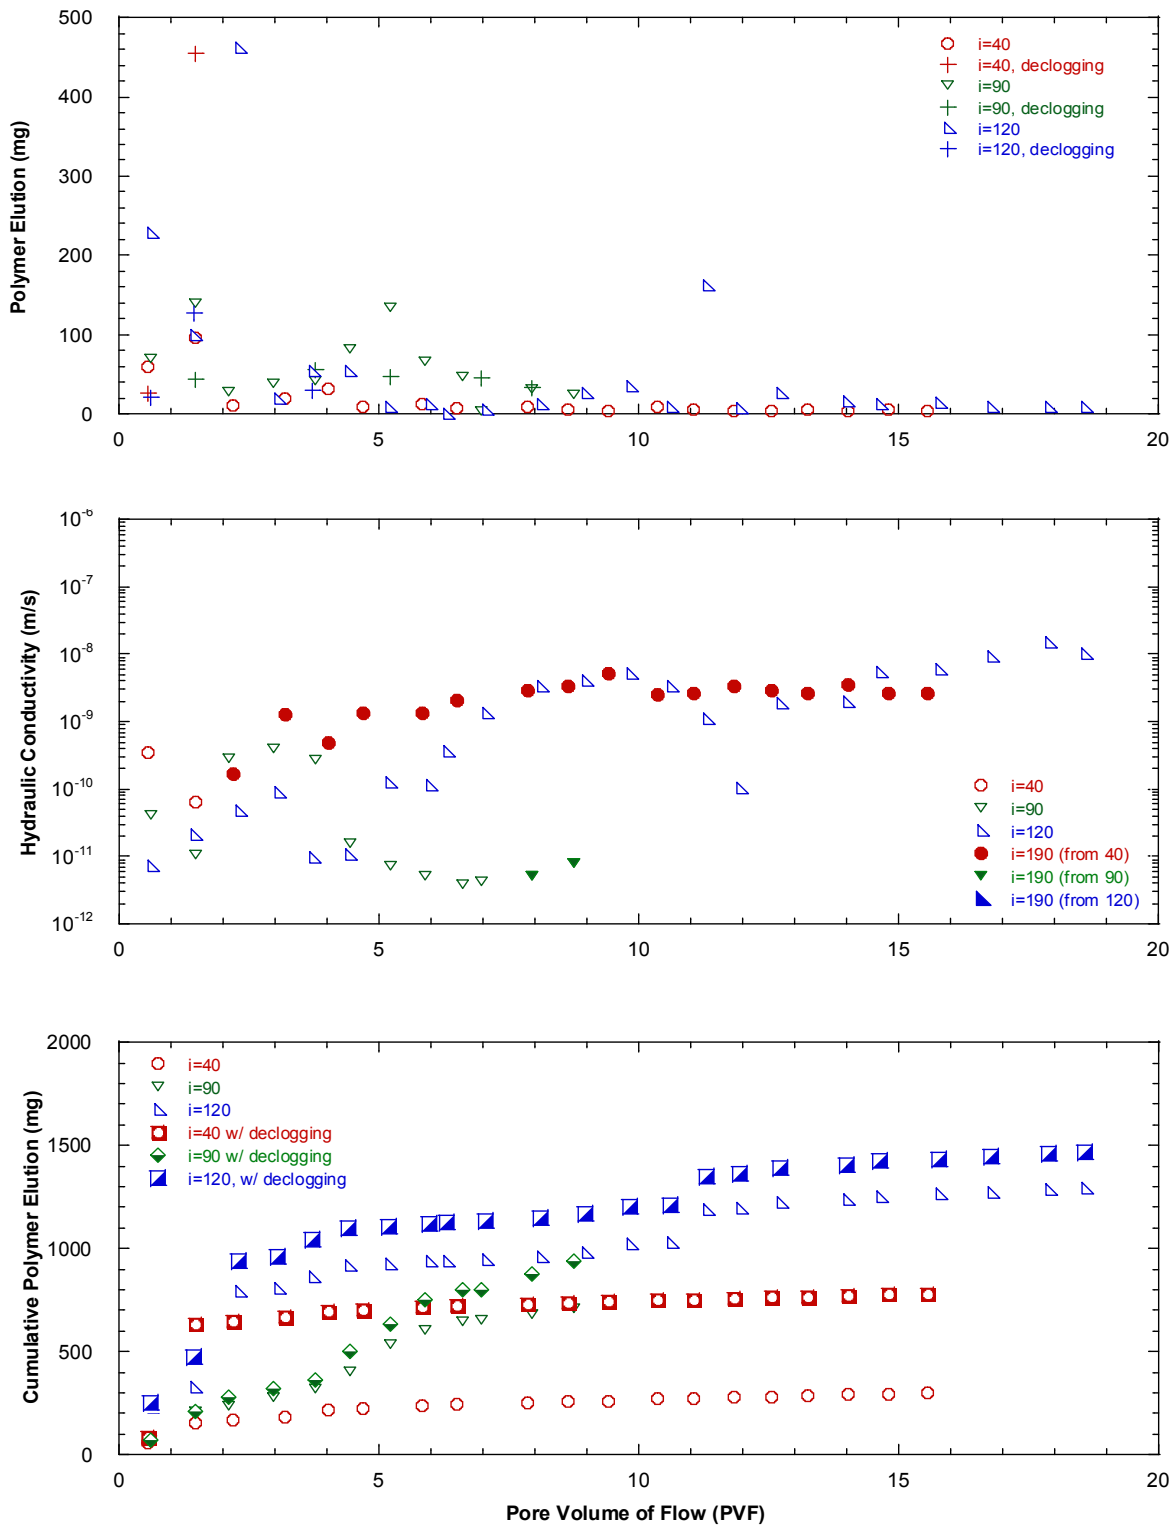 500
400
300
200
100
0
Polymer Elution (mg)
i=40
i=40, declogging
i=90
i=90, declogging
i=120
i=120, declogging
0 5 10 15 20
10-6
10-7
10-8
10-9
10-10
10-11
10-12
Hydraulic Conductivity (m/s)
i=40
i=90
i=120
i=190 (from 40)
i=190 (from 90)
i=190 (from 120)
0 5 10 15 20
2000
1500
1000
500
0
Cumulative Polymer Elution (mg)
i=40
i=90
i=120
i=40 w/ declogging
i=90 w/ declogging
i=120, w/ declogging
0 5 10 15 20
Pore Volume of Flow (PVF)